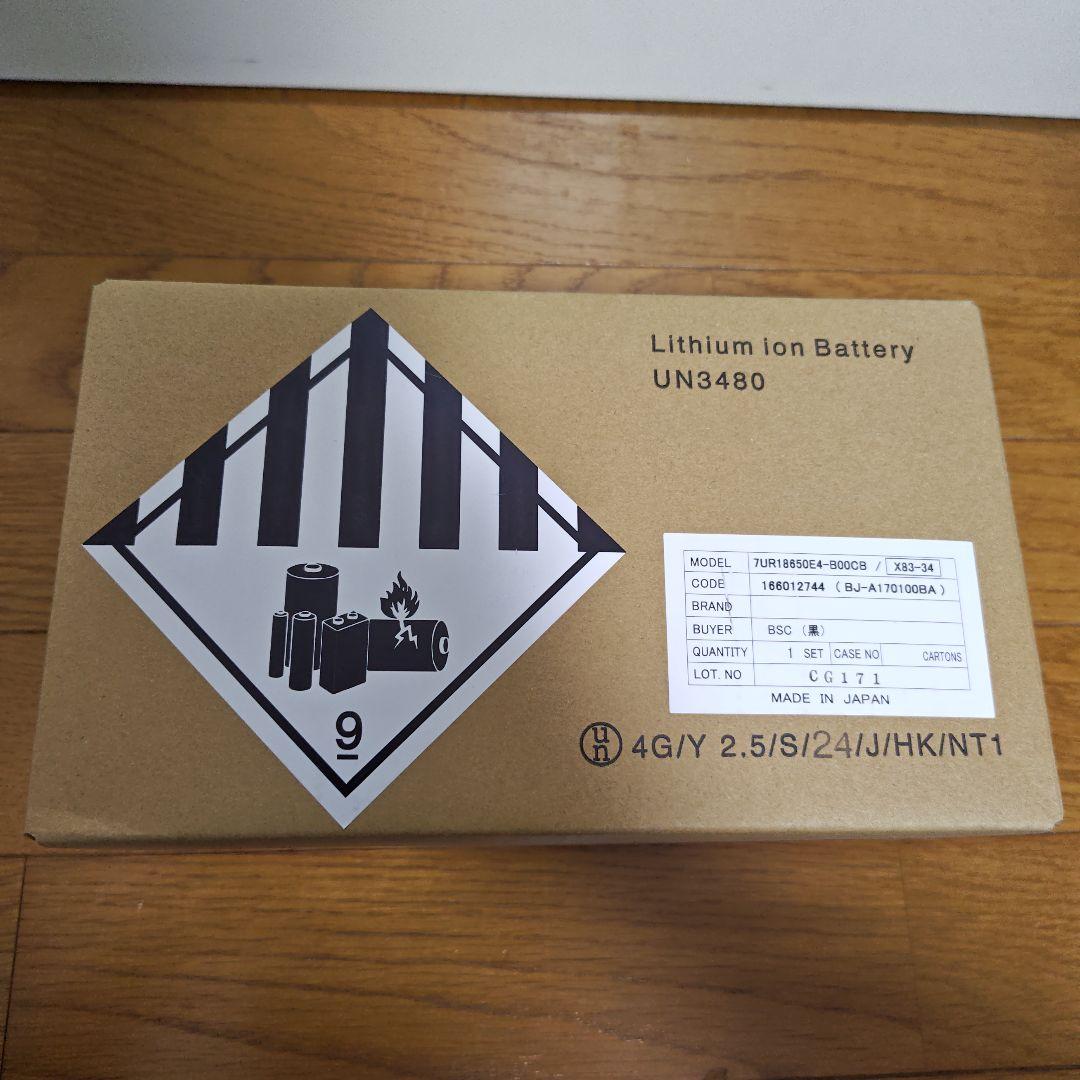 Lithium ion Battery
UN3480
MODEL 7UR18650E4-B00CB / X83-34
CODE 166012744 ( BJ-A170100BA )
BRAND
BUYER BSC (黒)
QUANTITY 1 SET CASE NO CARTONS
LOT. NO CG171
MADE IN JAPAN
9
un 4G/Y 2.5/S/24/J/HK/NT1